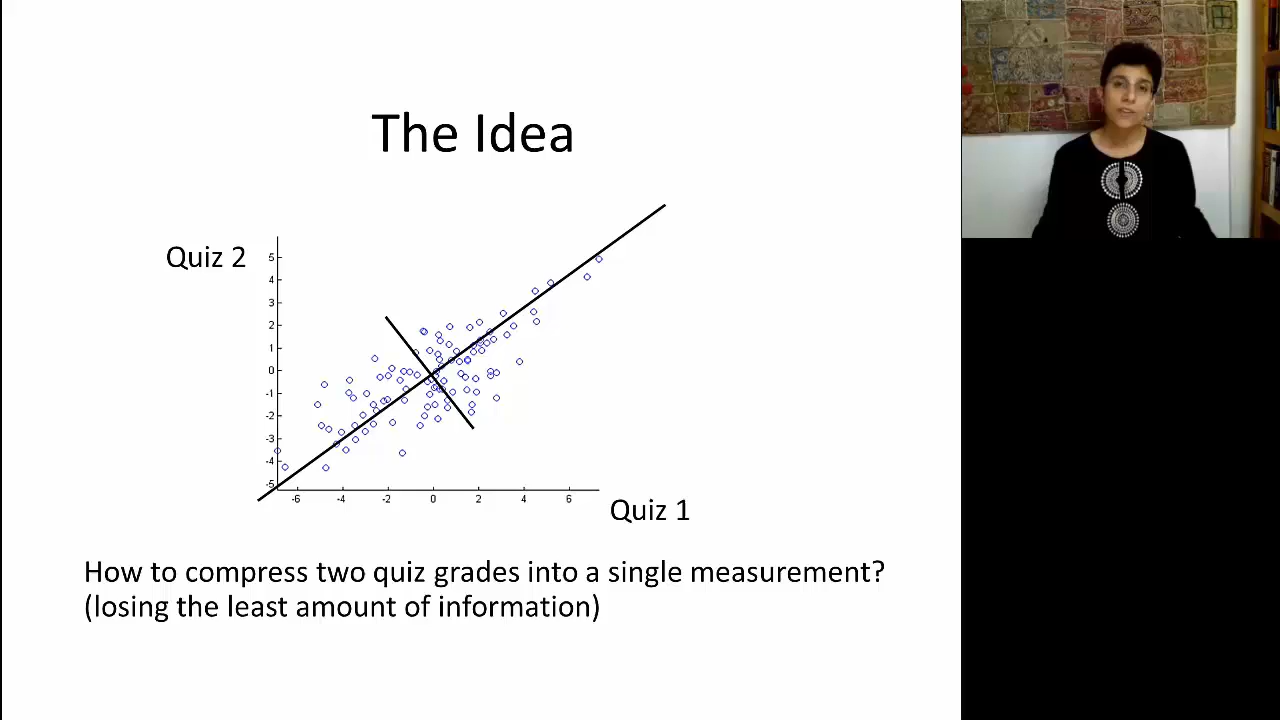 The Idea
Quiz 2
5
4
3
2
1
0
-1
-2
-3
-4
-5
-6 -4 -2 0 2 4 6
Quiz 1
How to compress two quiz grades into a single measurement?
(losing the least amount of information)